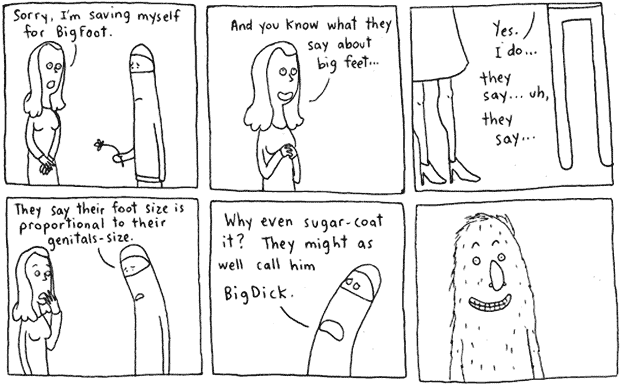 Sorry, I'm saving myself
for BigFoot.
And you know what they
say about
big feet...
Yes.
I do...
they
say... uh,
they
say...
They say their foot size is
proportional to their
genitals-size.
Why even sugar-coat
it? They might as
well call him
BigDick.